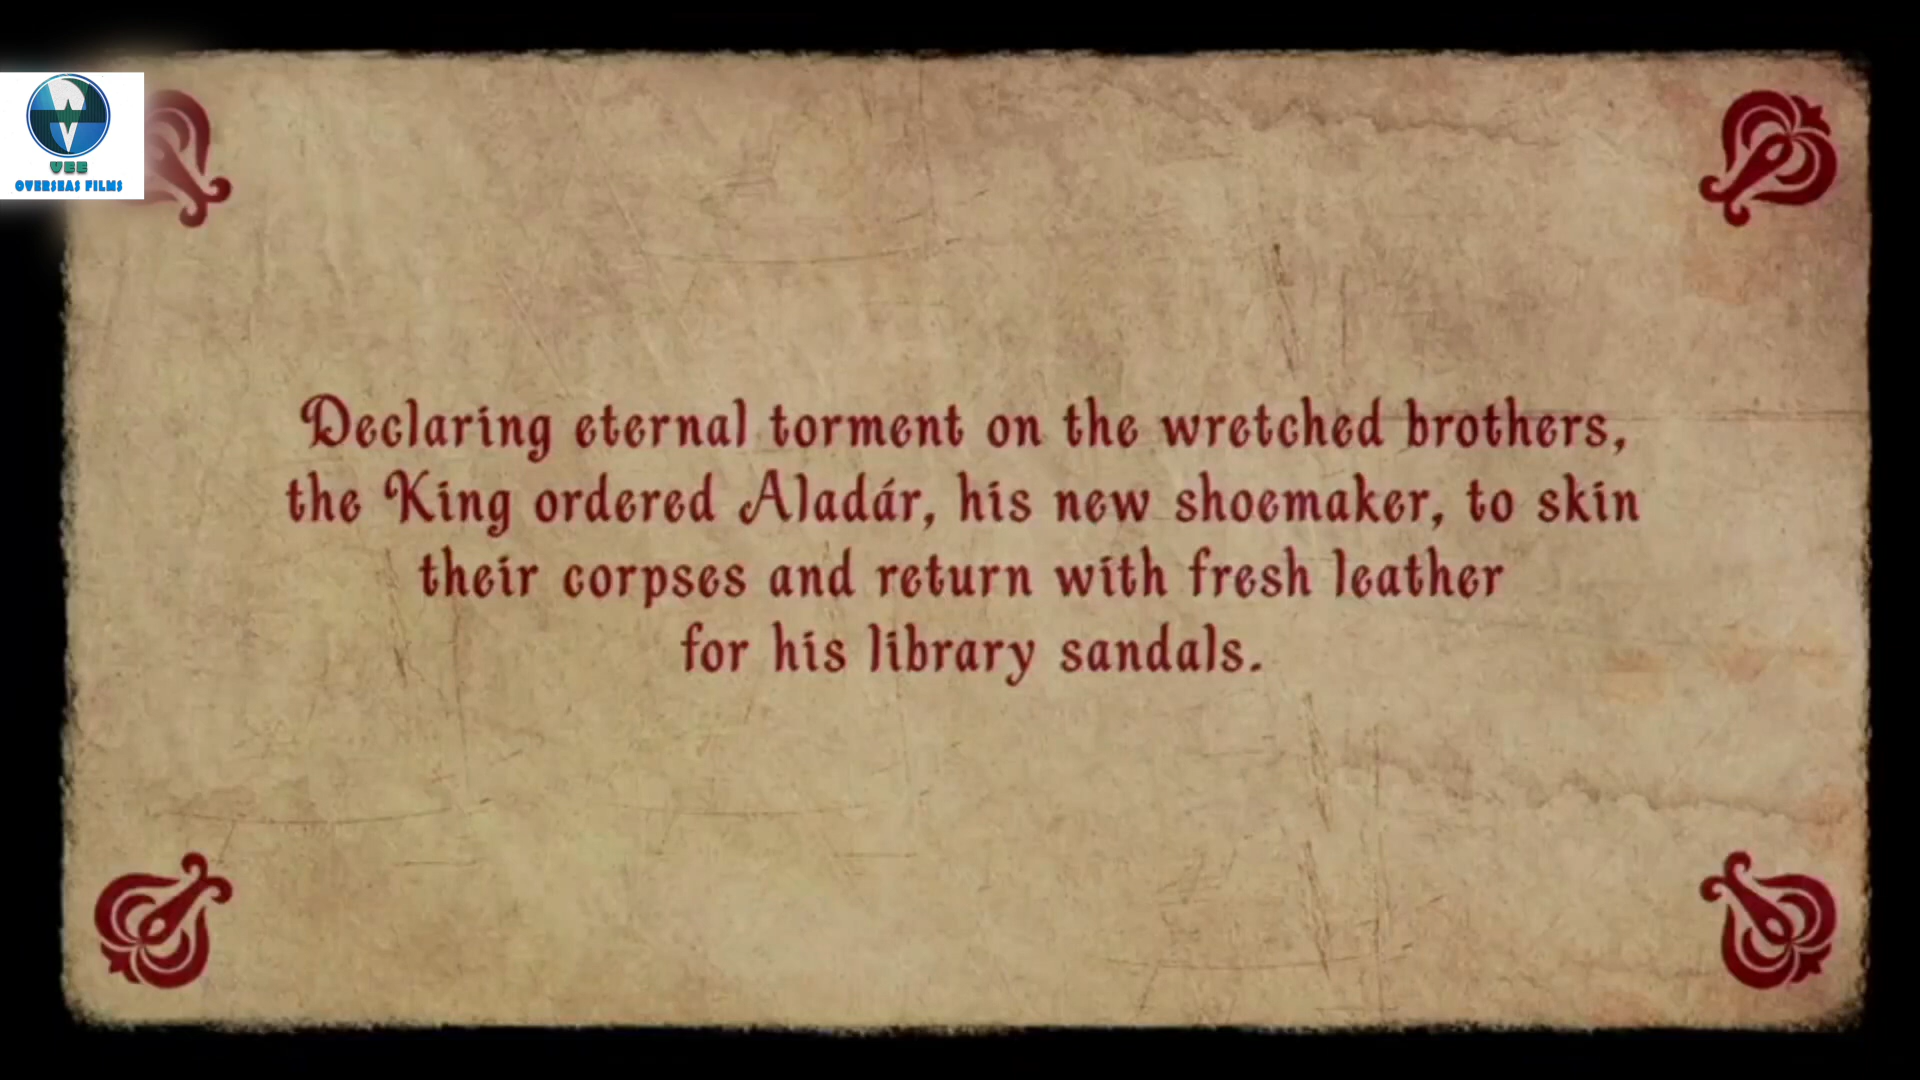 VEE
OVERSEAS FILMS
Declaring eternal torment on the wretched brothers,
the King ordered Aladár, his new shoemaker, to skin
their corpses and return with fresh leather
for his library sandals.